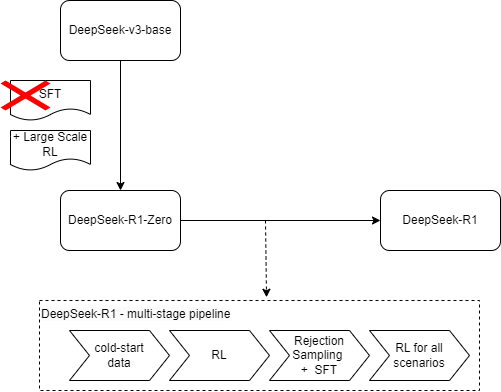 DeepSeek-v3-base
SFT
+ Large Scale
RL
DeepSeek-R1-Zero
DeepSeek-R1
DeepSeek-R1 - multi-stage pipeline
cold-start
data
RL
Rejection
Sampling
+ SFT
RL for all
scenarios